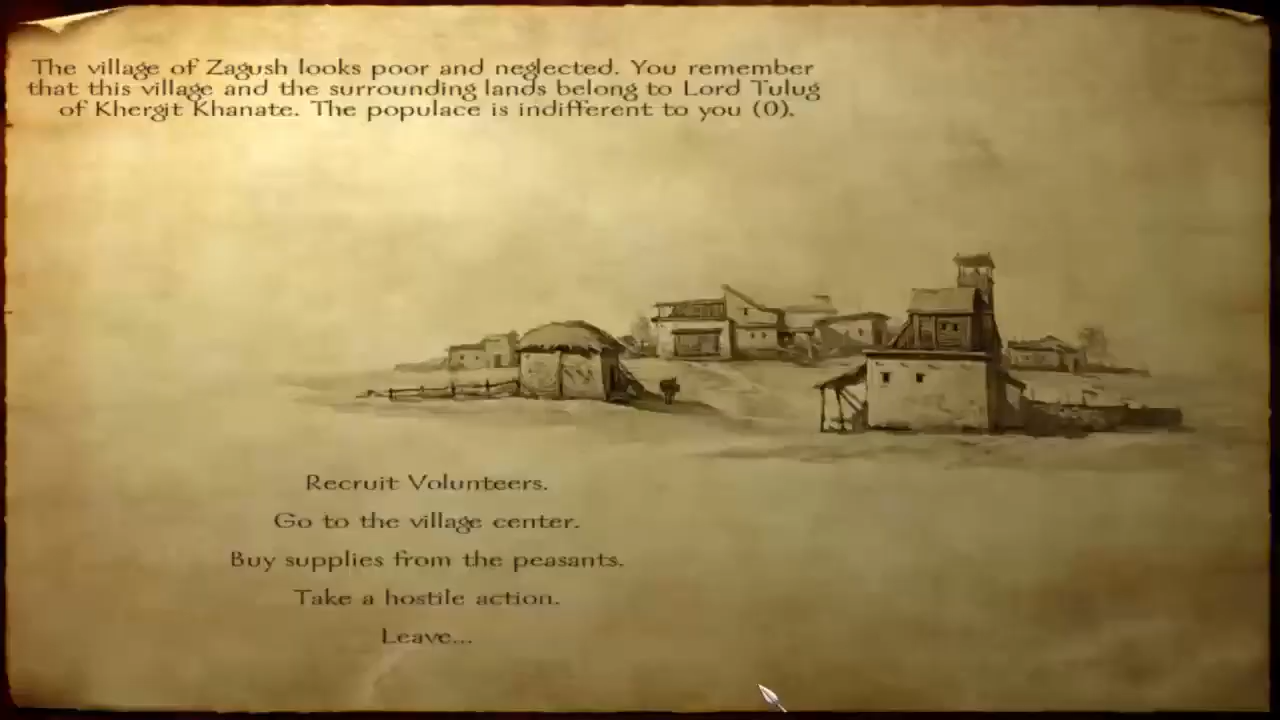 The village of Zagush looks poor and neglected. You remember
that this village and the surrounding lands belong to Lord Tulug
of Khergit Khanate. The populace is indifferent to you (0).
Recruit Volunteers.
Go to the village center.
Buy supplies from the peasants.
Take a hostile action.
Leave...